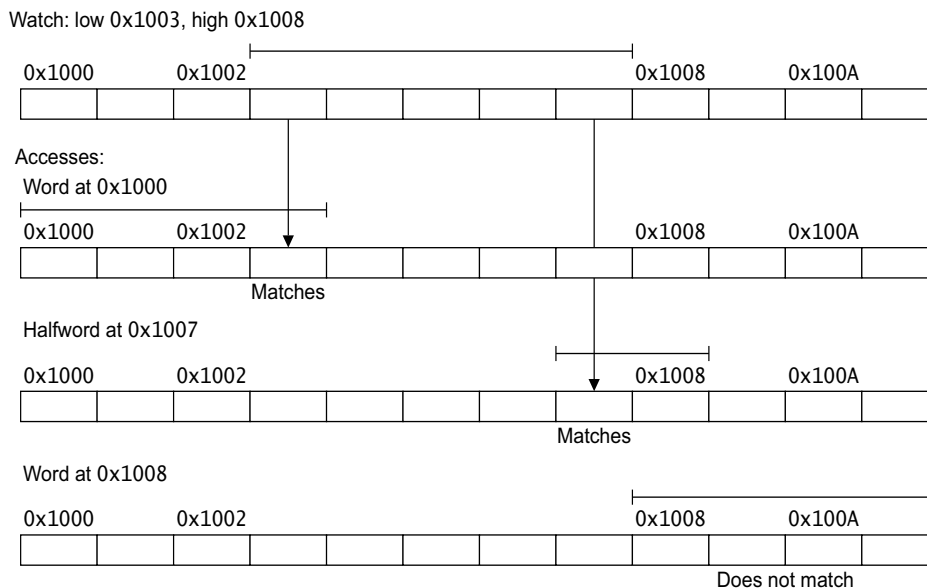 Watch: low 0x1003, high 0x1008
0x1000 0x1002 0x1008 0x100A
Accesses:
Word at 0x1000
0x1000 0x1002 0x1008 0x100A
Matches
Halfword at 0x1007
0x1000 0x1002 0x1008 0x100A
Matches
Word at 0x1008
0x1000 0x1002 0x1008 0x100A
Does not match